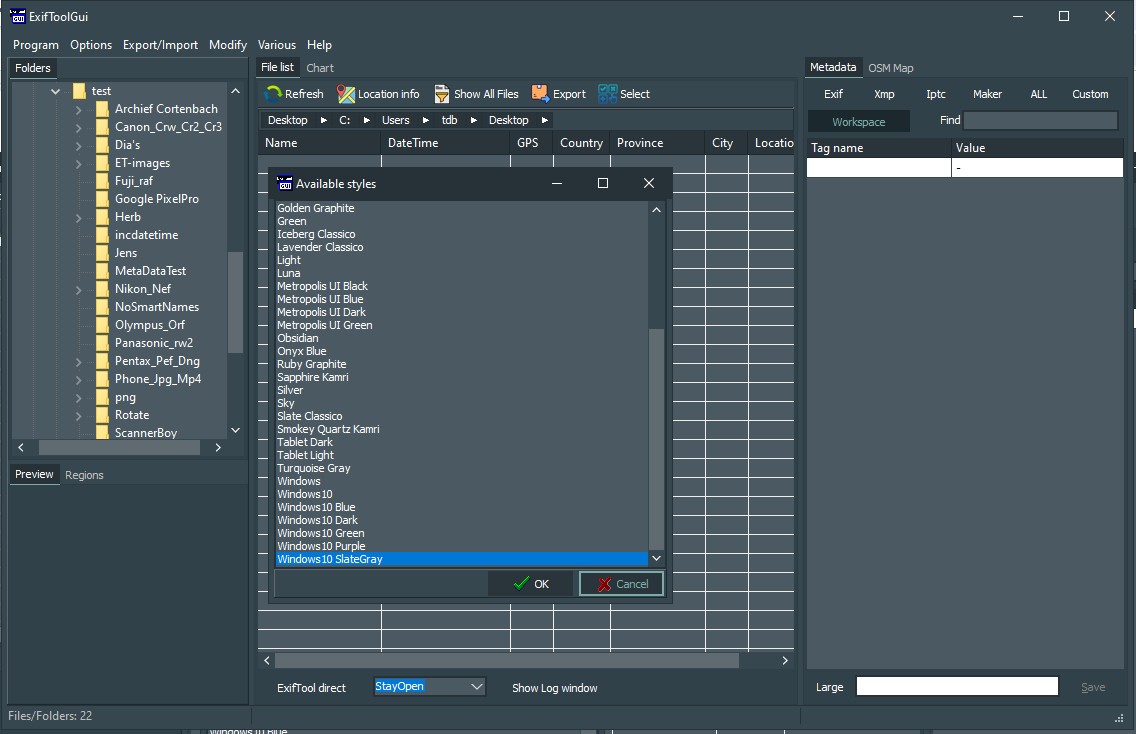 ExifToolGui
Program Options Export/Import Modify Various Help
Folders
test
Archief Cortenbach
Canon_Crw_Cr2_Cr3
Dia's
ET-images
Fuji_raf
Google PixelPro
Herb
incdatetime
Jens
MetaDataTest
Nikon_Nef
NoSmartNames
Olympus_Orf
Panasonic_rw2
Pentax_Pef_Dng
Phone_Jpg_Mp4
png
Rotate
ScannerBoy
Preview Regions
Files/Folders: 22
File list Chart
Refresh Location info Show All Files Export Select
Desktop C: Users tdb Desktop
Name DateTime GPS Country Province City Locatio
Available styles
Golden Graphite
Green
Iceberg Classico
Lavender Classico
Light
Luna
Metropolis UI Black
Metropolis UI Blue
Metropolis UI Dark
Metropolis UI Green
Obsidian
Onyx Blue
Ruby Graphite
Sapphire Kamri
Silver
Sky
Slate Classico
Smokey Quartz Kamri
Tablet Dark
Tablet Light
Turquoise Gray
Windows
Windows10
Windows10 Blue
Windows10 Dark
Windows10 Green
Windows10 Purple
Windows10 SlateGray
OK Cancel
ExifTool direct StayOpen Show Log window
Metadata OSM Map
Exif Xmp Iptc Maker ALL Custom
Workspace Find
Tag name Value
-
Large Save
Windows10 Blue